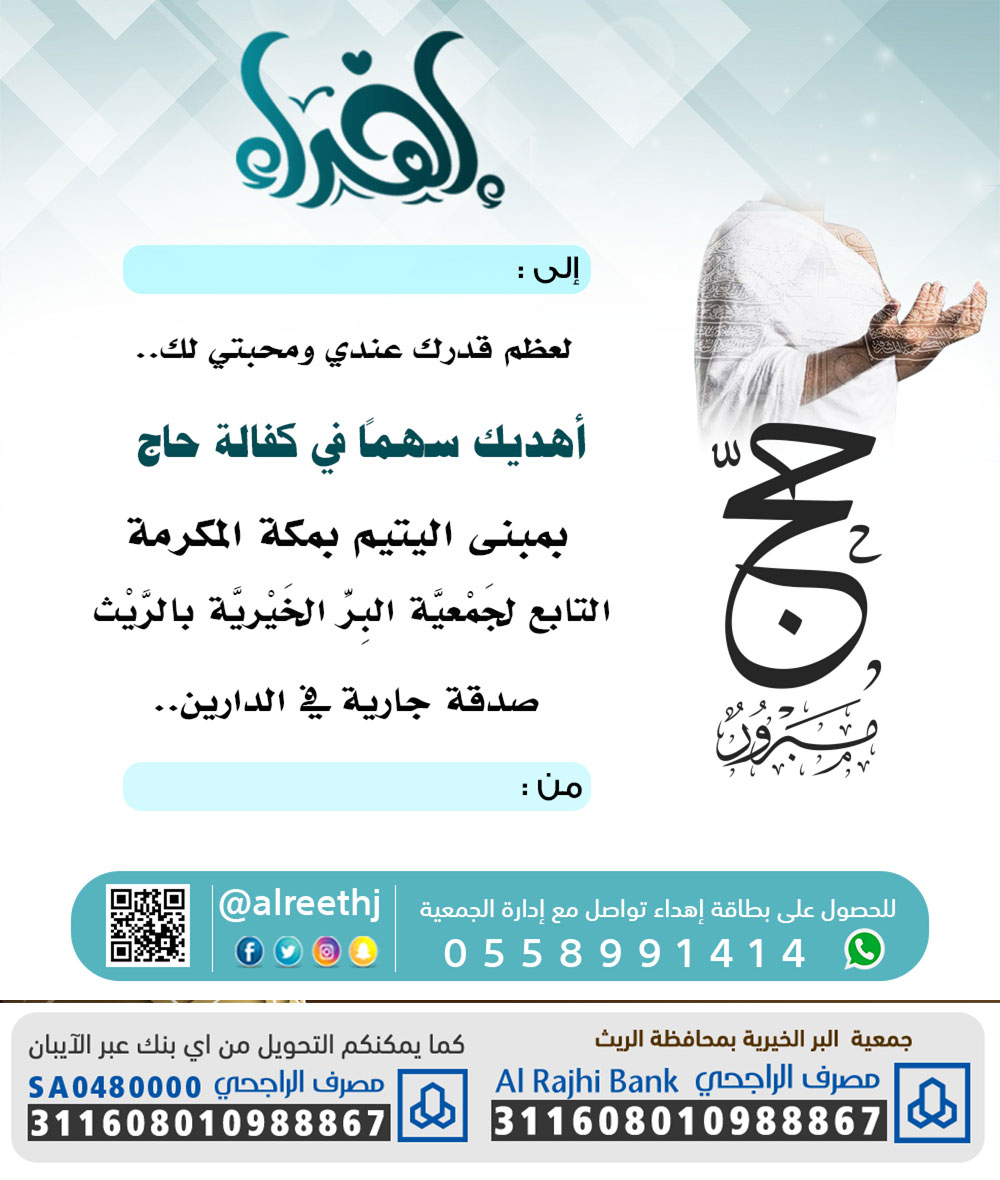 إهداء
إلى :
لعظم قدرك عندي ومحبتي لك..
أهديك سهمًا في كفالة حاج
بمبنى اليتيم بمكة المكرمة
التابع لجَمْعيَّة البِرِّ الخَيْريَّة بالرَّيْث
صدقة جارية في الدارين..
من :
حجّ
مبرور
للحصول على بطاقة إهداء تواصل مع إدارة الجمعية
0558991414
@alreethj
جمعية البر الخيرية بمحافظة الريث
مصرف الراجحي Al Rajhi Bank
311608010988867
كما يمكنكم التحويل من اي بنك عبر الآيبان
مصرف الراجحي SA0480000
311608010988867